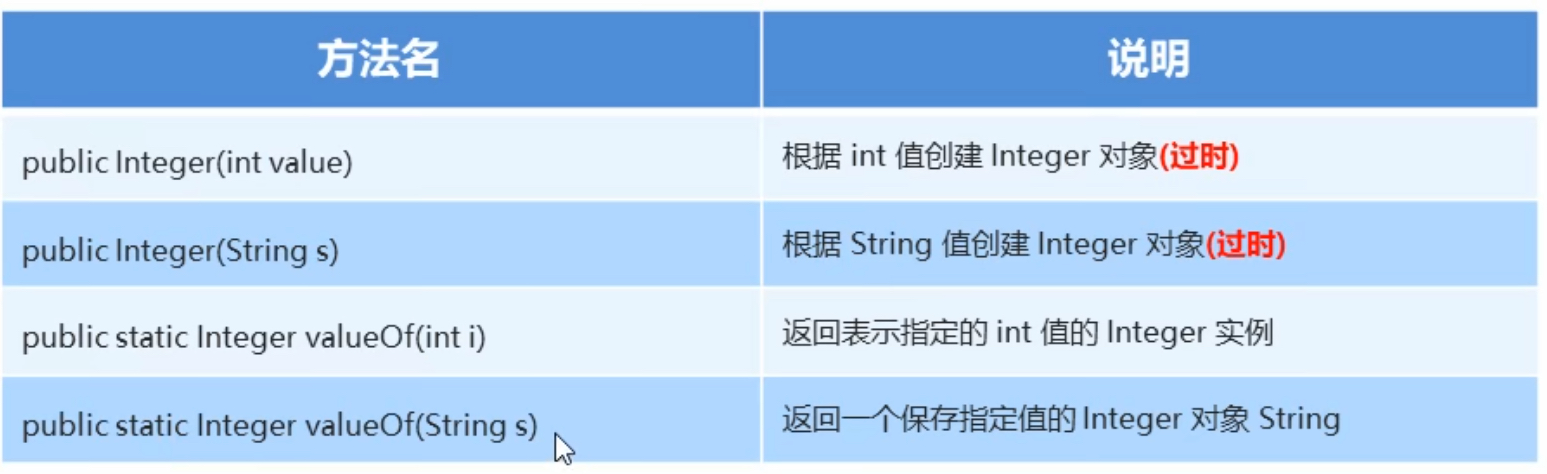 方法名 说明
public Integer(int value) 根据 int 值创建 Integer 对象(过时)
public Integer(String s) 根据 String 值创建 Integer 对象(过时)
public static Integer valueOf(int i) 返回表示指定的 int 值的 Integer 实例
public static Integer valueOf(String s) 返回一个保存指定值的 Integer 对象 String